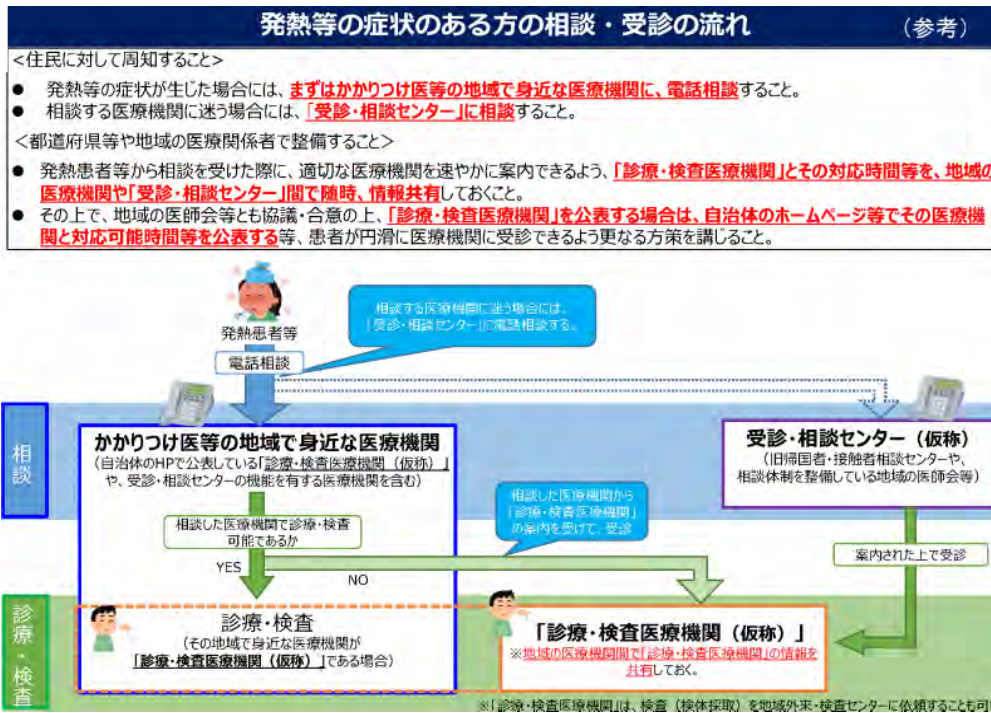 発熱等の症状のある方の相談・受診の流れ
(参考)
<住民に対して周知すること>
● 発熱等の症状が生じた場合には、まずはかかりつけ医等の地域で身近な医療機関に、電話相談すること。
● 相談する医療機関に迷う場合には、「受診・相談センター」に相談すること。
<都道府県等や地域の医療関係者で整備すること>
● 発熱患者等から相談を受けた際に、適切な医療機関を速やかに案内できるよう、「診療・検査医療機関」とその対応時間等を、地域の
医療機関や「受診・相談センター」間で随時、情報共有しておくこと。
● その上で、地域の医師会等とも協議・合意の上、「診療・検査医療機関」を公表する場合は、自治体のホームページ等でその医療機
関と対応可能時間等を公表する等、患者が円滑に医療機関に受診できるよう更なる方策を講じること。
発熱患者等
相談する医療機関に迷う場合には、
「受診・相談センター」に電話相談する。
電話相談
相談
かかりつけ医等の地域で身近な医療機関
(自治体のHPで公表している「診療・検査医療機関(仮称)」
や、受診・相談センターの機能を有する医療機関を含む)
受診・相談センター(仮称)
(旧帰国者・接触者相談センターや、
相談体制を整備している地域の医師会等)
相談した医療機関で診療・検査
可能であるか
相談した医療機関から
「診療・検査医療機関」
の案内を受けて、受診
案内された上で受診
YES
NO
診療・検査
診療・検査
(その地域で身近な医療機関が
「診療・検査医療機関(仮称)」である場合)
「診療・検査医療機関(仮称)」
※地域の医療機関間で「診療・検査医療機関」の情報を
共有しておく。
※「診療・検査医療機関」は、検査(検体採取)を地域外来・検査センターに依頼することも可